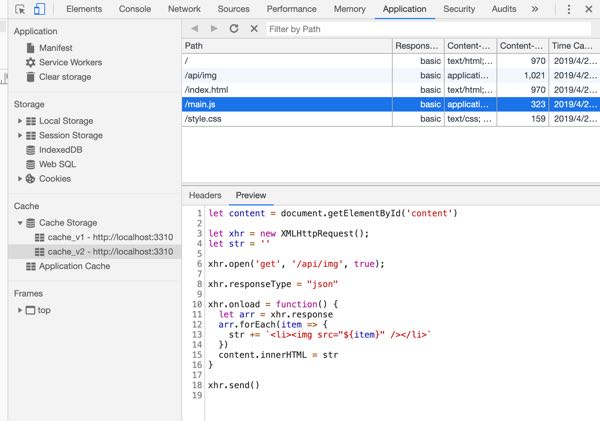 Elements Console Sources Network Performance Memory Application Security Audits »
Application
Manifest
Service Workers
Clear storage
Storage
Local Storage
Session Storage
IndexedDB
Web SQL
Cookies
Cache
Cache Storage
cache_v1 - http://localhost:3310
cache_v2 - http://localhost:3310
Application Cache
Frames
top
Filter by Path
Path Respons… Content-… Content-… Time Ca…
/ basic text/html;… 970 2019/4/2…
/api/img basic applicati… 1,021 2019/4/2…
/index.html basic text/html;… 970 2019/4/2…
/main.js basic applicati… 323 2019/4/2…
/style.css basic text/css; … 159 2019/4/2…
Headers Preview
1 let content = document.getElementById('content')
2
3 let xhr = new XMLHttpRequest();
4 let str = ''
5
6 xhr.open('get', '/api/img', true);
7
8 xhr.responseType = "json"
9
10 xhr.onload = function() {
11 let arr = xhr.response
12 arr.forEach(item => {
13 str += `<li><img src="${item}" /></li>`
14 })
15 content.innerHTML = str
16 }
17
18 xhr.send()
19